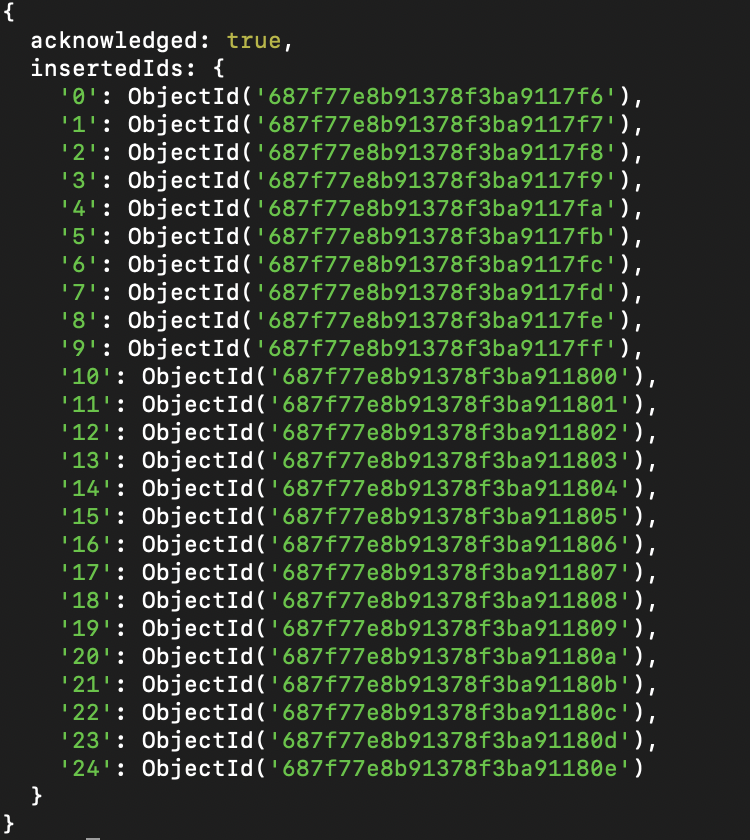 {
  acknowledged: true,
  insertedIds: {
    '0': ObjectId('687f77e8b91378f3ba9117f6'),
    '1': ObjectId('687f77e8b91378f3ba9117f7'),
    '2': ObjectId('687f77e8b91378f3ba9117f8'),
    '3': ObjectId('687f77e8b91378f3ba9117f9'),
    '4': ObjectId('687f77e8b91378f3ba9117fa'),
    '5': ObjectId('687f77e8b91378f3ba9117fb'),
    '6': ObjectId('687f77e8b91378f3ba9117fc'),
    '7': ObjectId('687f77e8b91378f3ba9117fd'),
    '8': ObjectId('687f77e8b91378f3ba9117fe'),
    '9': ObjectId('687f77e8b91378f3ba9117ff'),
    '10': ObjectId('687f77e8b91378f3ba911800'),
    '11': ObjectId('687f77e8b91378f3ba911801'),
    '12': ObjectId('687f77e8b91378f3ba911802'),
    '13': ObjectId('687f77e8b91378f3ba911803'),
    '14': ObjectId('687f77e8b91378f3ba911804'),
    '15': ObjectId('687f77e8b91378f3ba911805'),
    '16': ObjectId('687f77e8b91378f3ba911806'),
    '17': ObjectId('687f77e8b91378f3ba911807'),
    '18': ObjectId('687f77e8b91378f3ba911808'),
    '19': ObjectId('687f77e8b91378f3ba911809'),
    '20': ObjectId('687f77e8b91378f3ba91180a'),
    '21': ObjectId('687f77e8b91378f3ba91180b'),
    '22': ObjectId('687f77e8b91378f3ba91180c'),
    '23': ObjectId('687f77e8b91378f3ba91180d'),
    '24': ObjectId('687f77e8b91378f3ba91180e')
  }
}